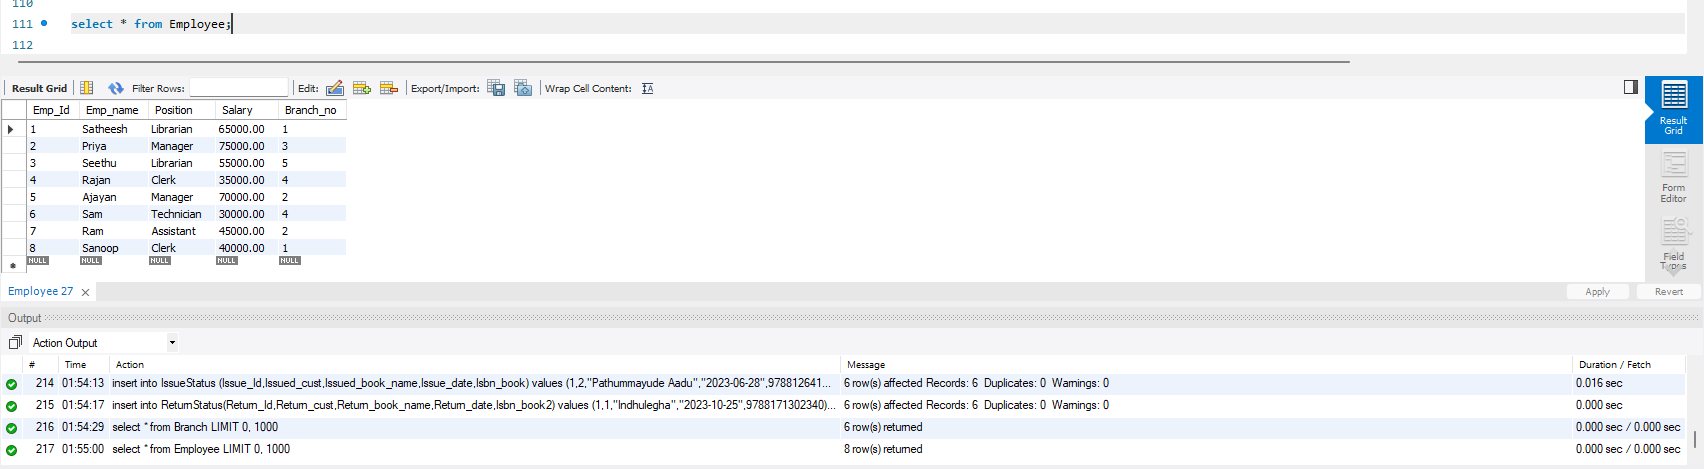 110
111 select * from Employee;
112
Result Grid Filter Rows: Edit: Export/Import: Wrap Cell Content: IA
Emp_Id Emp_name Position Salary Branch_no
1 Satheesh Librarian 65000.00 1
2 Priya Manager 75000.00 3
3 Seethu Librarian 55000.00 5
4 Rajan Clerk 35000.00 4
5 Ajayan Manager 70000.00 2
6 Sam Technician 30000.00 4
7 Ram Assistant 45000.00 2
8 Sanoop Clerk 40000.00 1
NULL NULL NULL NULL NULL
Result
Grid
Form
Editor
Field
Types
Employee 27
Apply Revert
Output
Action Output
# Time Action Message Duration / Fetch
214 01:54:13 insert into IssueStatus (Issue_Id,Issued_cust,Issued_book_name,Issue_date,Isbn_book) values (1,2,"Pathummayude Aadu","2023-06-28",978812641... 6 row(s) affected Records: 6 Duplicates: 0 Warnings: 0 0.016 sec
215 01:54:17 insert into ReturnStatus(Return_Id,Return_cust,Return_book_name,Return_date,Isbn_book2) values (1,1,"Indhulegha","2023-10-25",9788171302340)... 6 row(s) affected Records: 6 Duplicates: 0 Warnings: 0 0.000 sec
216 01:54:29 select * from Branch LIMIT 0, 1000 6 row(s) returned 0.000 sec / 0.000 sec
217 01:55:00 select * from Employee LIMIT 0, 1000 8 row(s) returned 0.000 sec / 0.000 sec